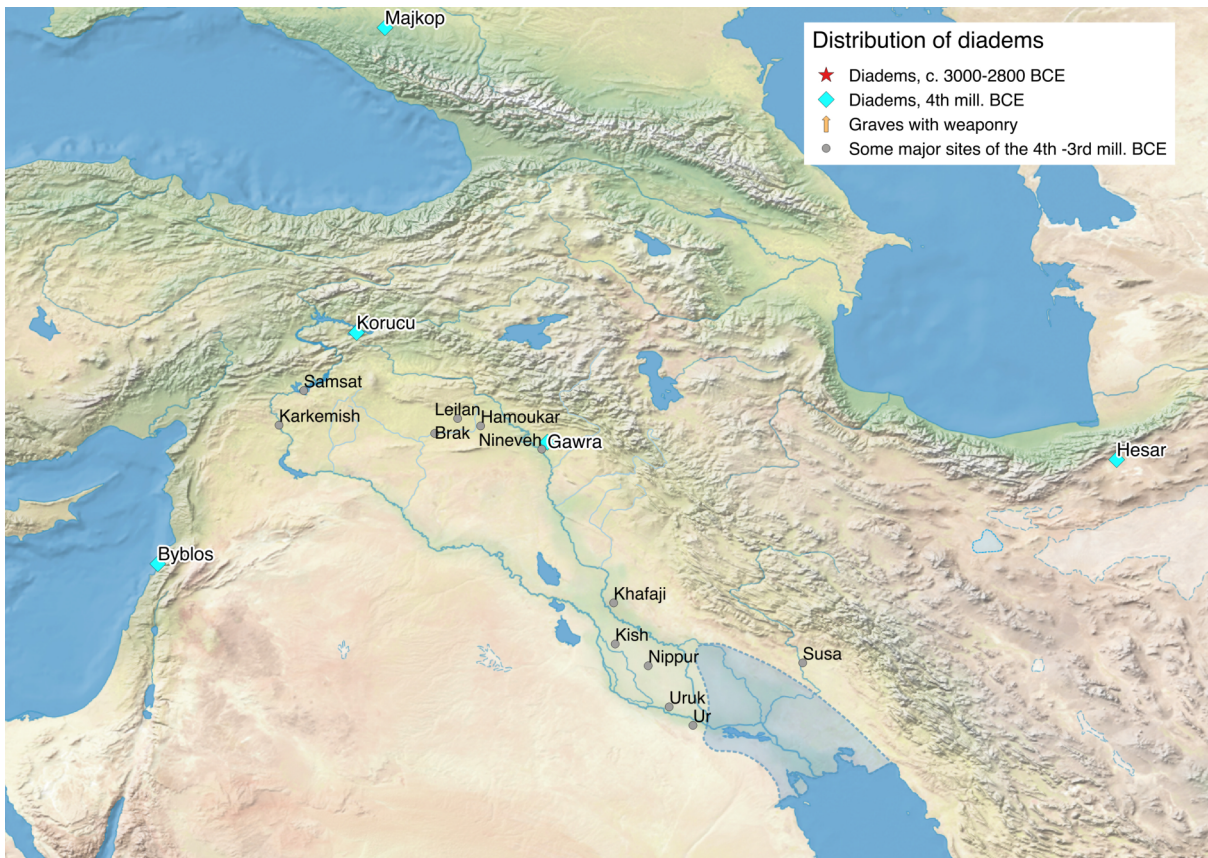 Majkop
Distribution of diadems
Diadems, c. 3000-2800 BCE
Diadems, 4th mill. BCE
Graves with weaponry
Some major sites of the 4th -3rd mill. BCE
Korucu
Samsat
Karkemish
Leilan
Hamoukar
Brak
Nineveh
Gawra
Hesar
Byblos
Khafaji
Kish
Nippur
Susa
Uruk
Ur